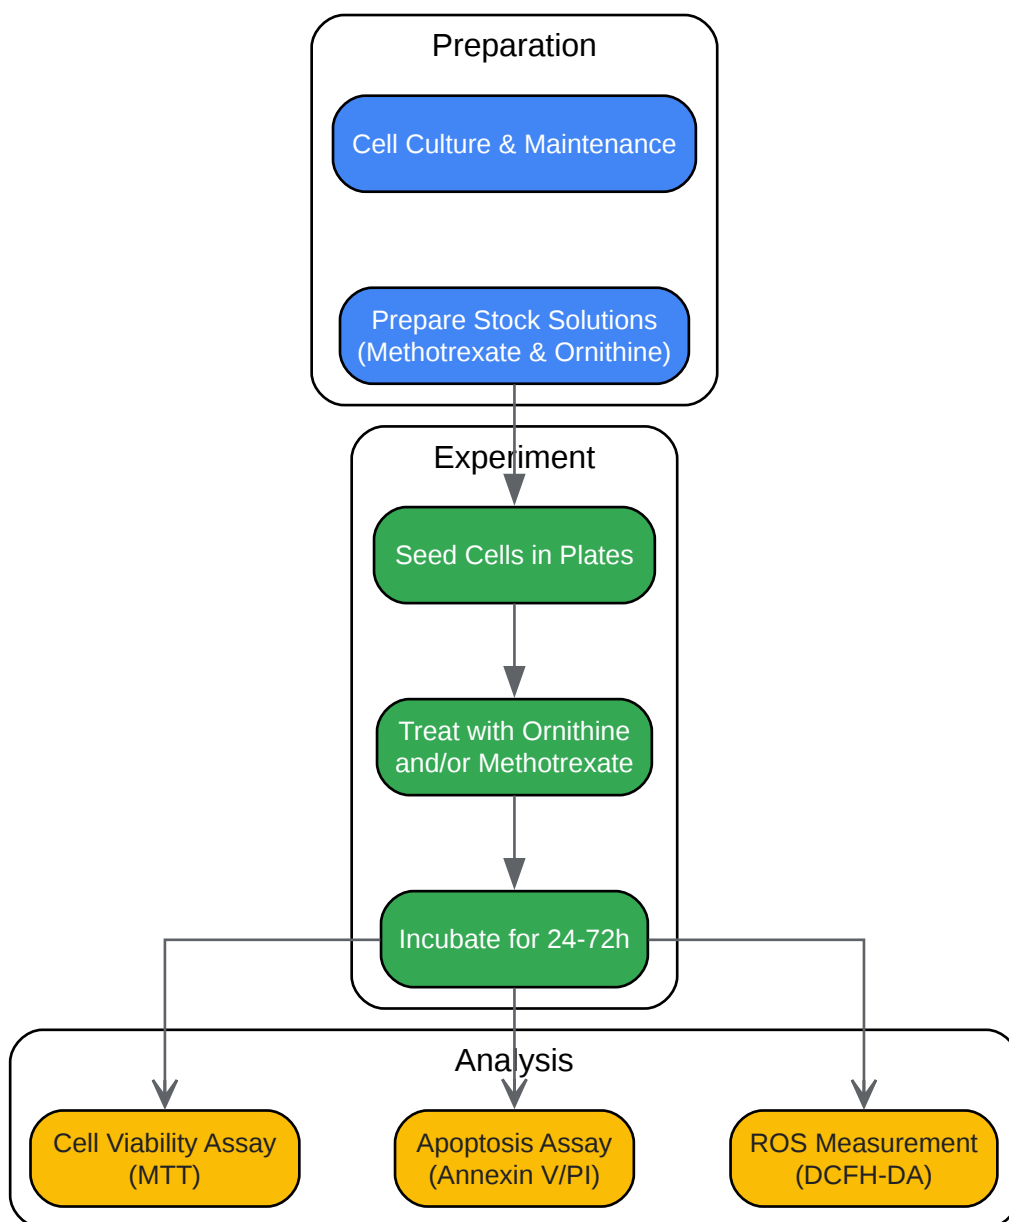 Preparation
Cell Culture & Maintenance
Prepare Stock Solutions
(Methotrexate & Ornithine)
Experiment
Seed Cells in Plates
Treat with Ornithine
and/or Methotrexate
Incubate for 24-72h
Analysis
Cell Viability Assay
(MTT)
Apoptosis Assay
(Annexin V/PI)
ROS Measurement
(DCFH-DA)